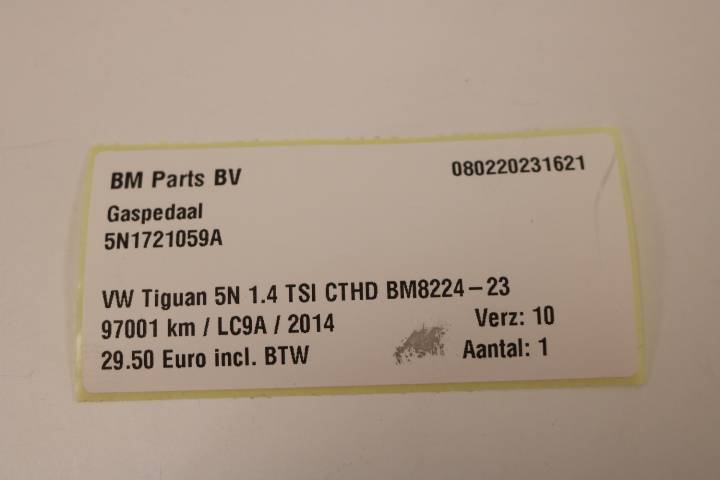 BM Parts BV
080220231621
Gaspedaal
5N1721059A
VW Tiguan 5N 1.4 TSI CTHD BM8224-23
97001 km / LC9A / 2014
Verz: 10
29.50 Euro incl. BTW
Aantal: 1